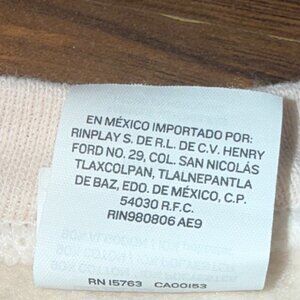 EN MÉXICO IMPORTADO POR:
RINPLAY S. DE R.L. DE C.V. HENRY
FORD NO. 29, COL. SAN NICOLÁS
TLAXCOLPAN, TLALNEPANTLA
DE BAZ, EDO. DE MÉXICO, C.P.
54030 R.F.C.
RIN980806 AE9
RN 15763 CA00153